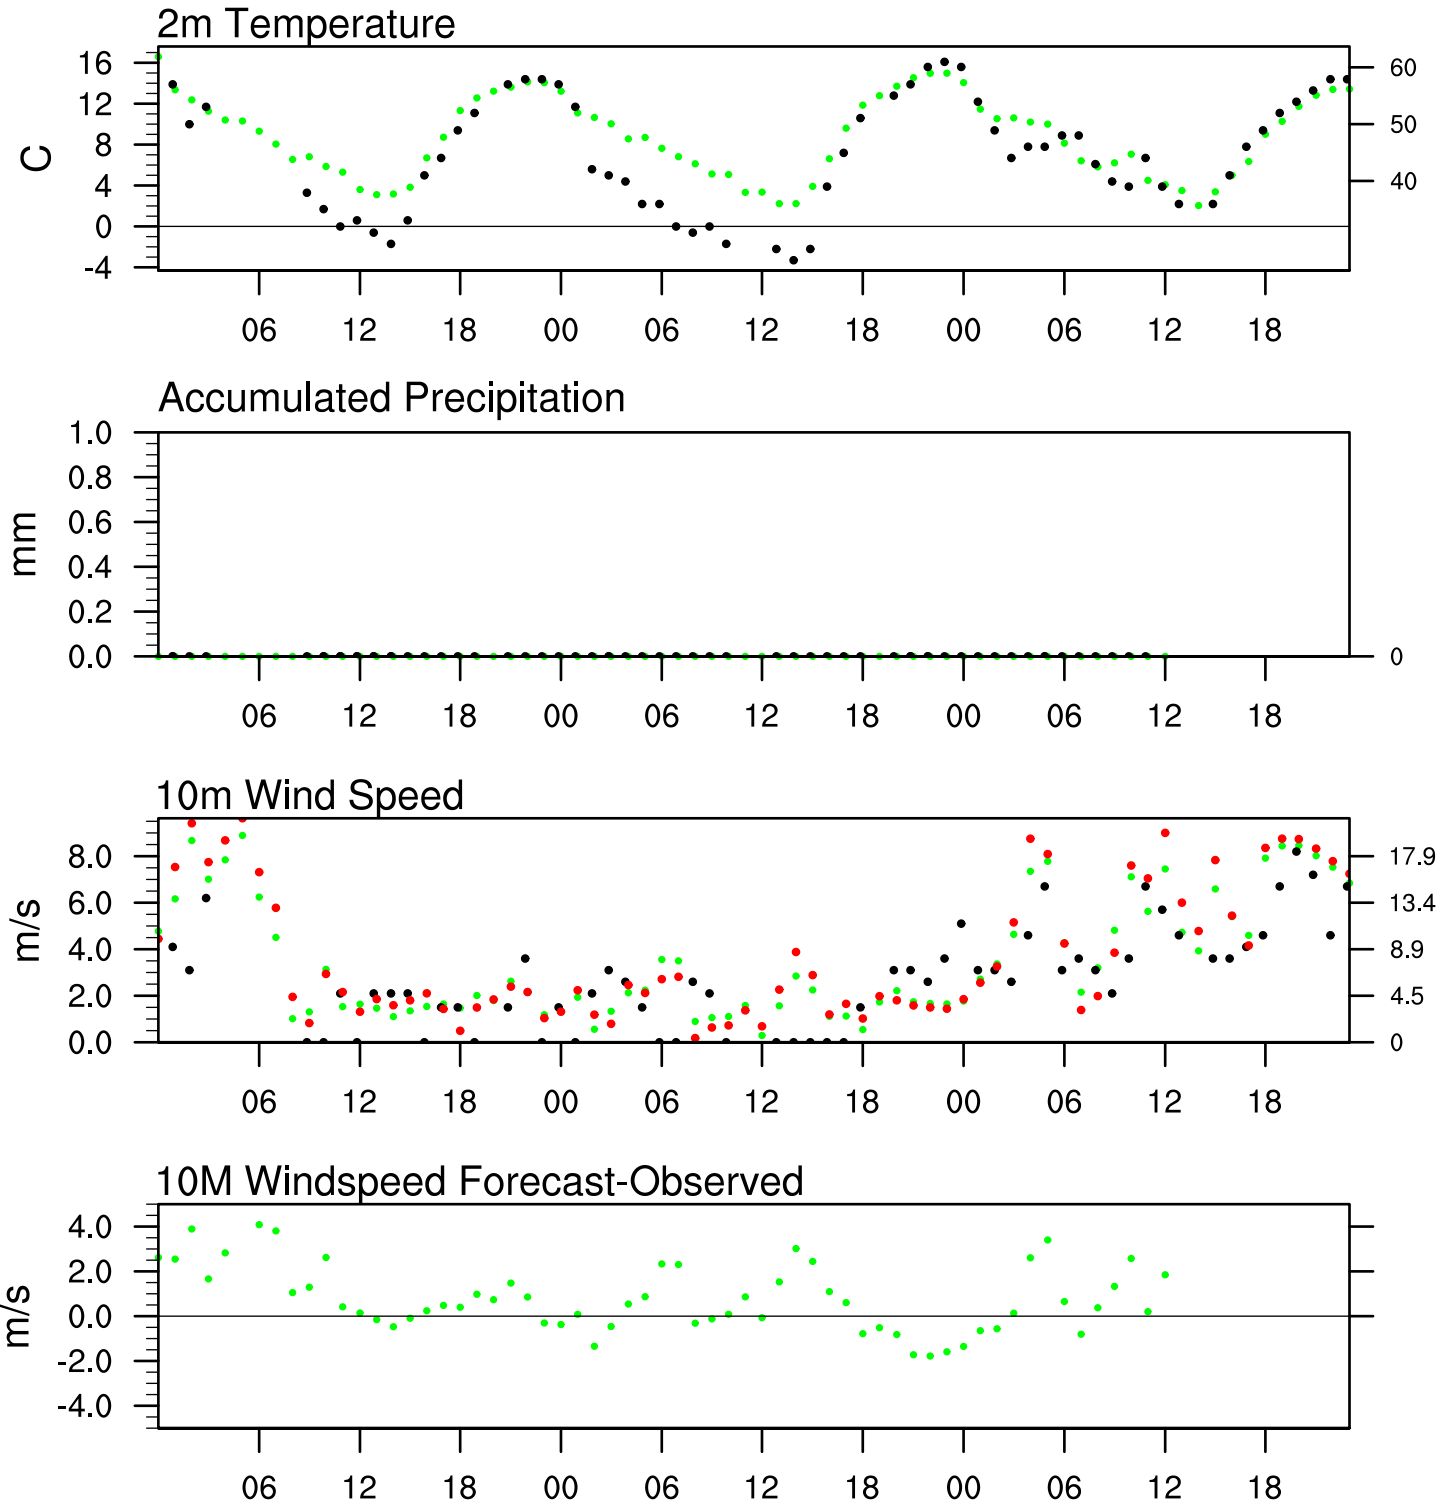 2m Temperature
16
12
8
4
0
-4
C
60
50
40
06 12 18 00 06 12 18 00 06 12 18
Accumulated Precipitation
1.0
0.8
0.6
0.4
0.2
0.0
mm
0
06 12 18 00 06 12 18 00 06 12 18
10m Wind Speed
8.0
6.0
4.0
2.0
0.0
m/s
17.9
13.4
8.9
4.5
0
06 12 18 00 06 12 18 00 06 12 18
10M Windspeed Forecast-Observed
4.0
2.0
0.0
-2.0
-4.0
m/s
06 12 18 00 06 12 18 00 06 12 18